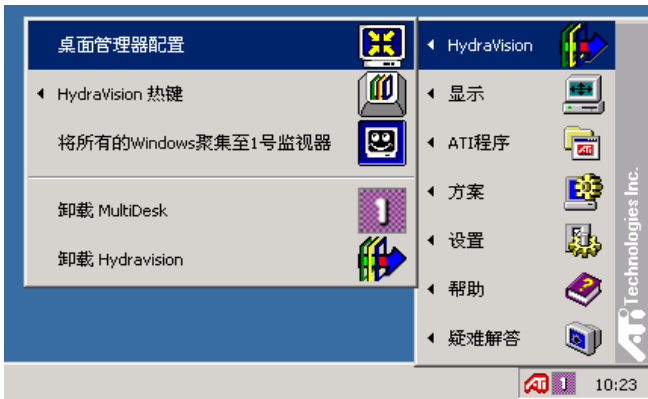 桌面管理器配置
HydraVision 热键
将所有的Windows聚集至1号监视器
卸载 MultiDesk
卸载 Hydravision
HydraVision
显示
ATI程序
方案
设置
帮助
疑难解答
ATI Technologies Inc.
ATI
1
10:23